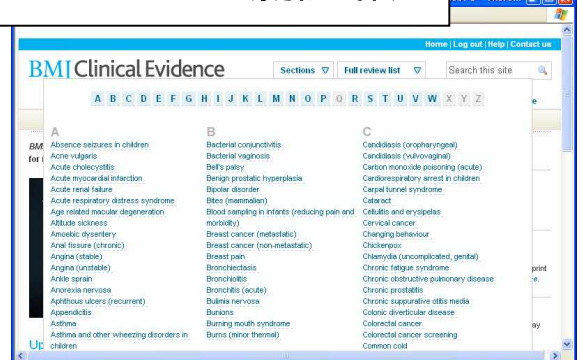 Home | Log out | Help | Contact us
BMJ Clinical Evidence
Sections ▽ Full review list ▽ Search this site
A B C D E F G H I J K L M N O P Q R S T U V W X Y Z
A
Absence seizures in children
Acne vulgaris
Acute cholecystitis
Acute myocardial infarction
Acute renal failure
Acute respiratory distress syndrome
Age related macular degeneration
Altitude sickness
Amoebic dysentery
Anal fissure (chronic)
Angina (stable)
Angina (unstable)
Ankle sprain
Anorexia nervosa
Aphthous ulcers (recurrent)
Appendicitis
Asthma
Asthma and other wheezing disorders in
children
B
Bacterial conjunctivitis
Bacterial vaginosis
Bell's palsy
Benign prostatic hyperplasia
Bipolar disorder
Bites (mammalian)
Blood sampling in infants (reducing pain and
morbidity)
Breast cancer (metastatic)
Breast cancer (non-metastatic)
Breast pain
Bronchiectasis
Bronchiolitis
Bronchitis (acute)
Bulimia nervosa
Bunions
Burning mouth syndrome
Burns (minor thermal)
C
Candidiasis (oropharyngeal)
Candidiasis (vulvovaginal)
Carbon monoxide poisoning (acute)
Cardiorespiratory arrest in children
Carpal tunnel syndrome
Cataract
Cellulitis and erysipelas
Cervical cancer
Changing behaviour
Chickenpox
Chlamydia (uncomplicated, genital)
Chronic fatigue syndrome
Chronic obstructive pulmonary disease
Chronic prostatitis
Chronic suppurative otitis media
Colonic diverticular disease
Colorectal cancer
Colorectal cancer screening
Common cold
BM
for
Up
print